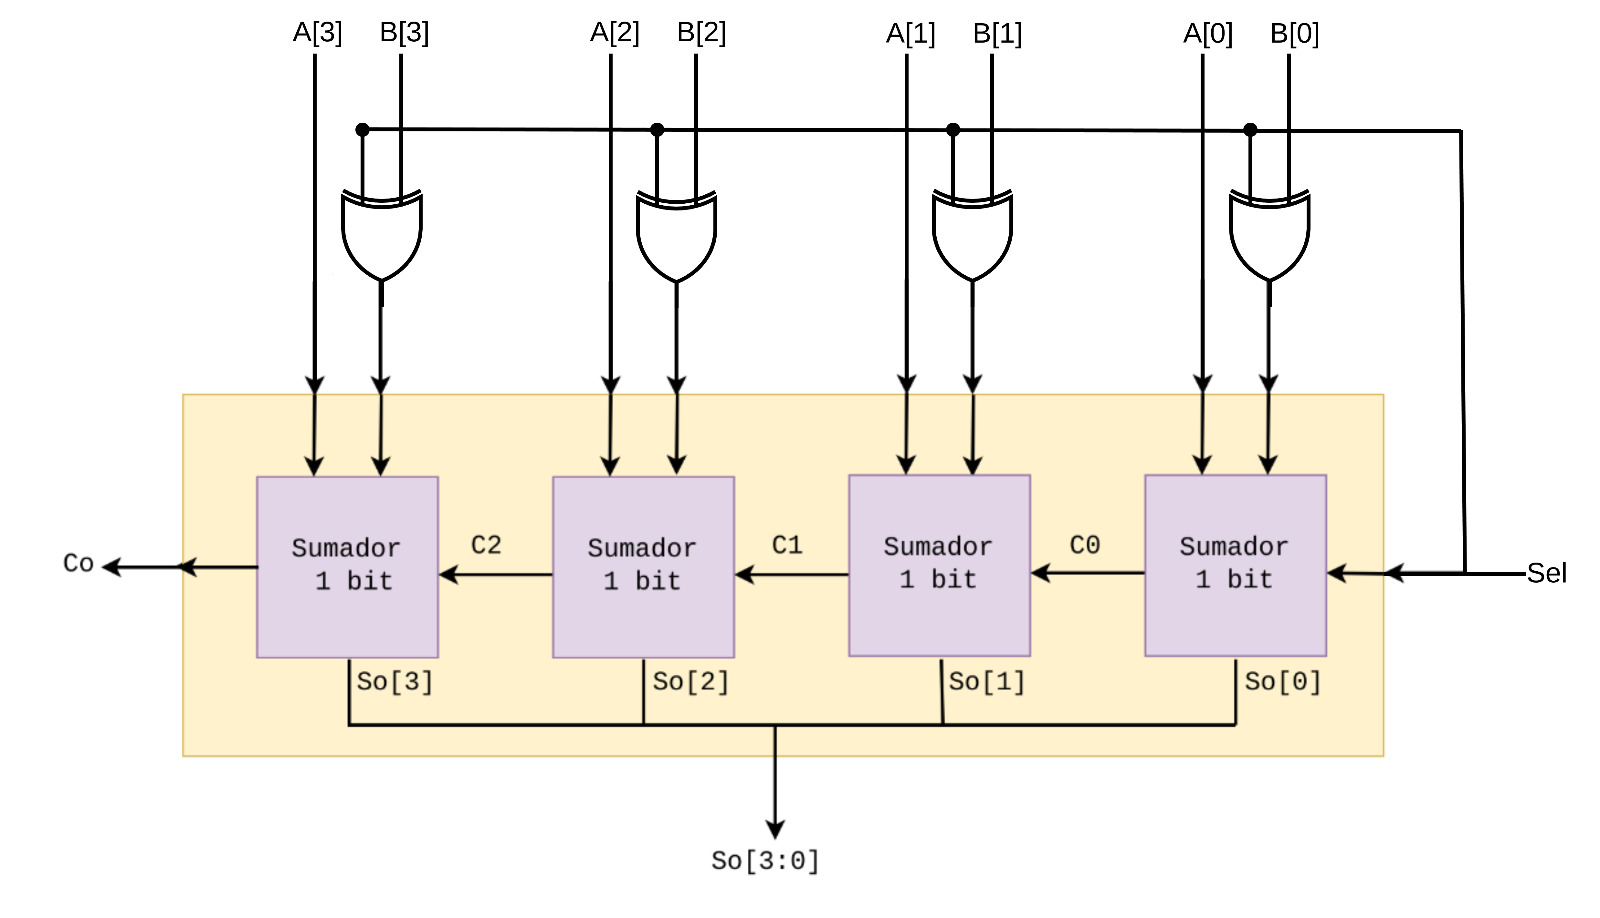 A[3] B[3] A[2] B[2] A[1] B[1] A[0] B[0]
Sumador
1 bit
C2
Sumador
1 bit
C1
Sumador
1 bit
C0
Sumador
1 bit
Co
Sel
So[3] So[2] So[1] So[0]
So[3:0]